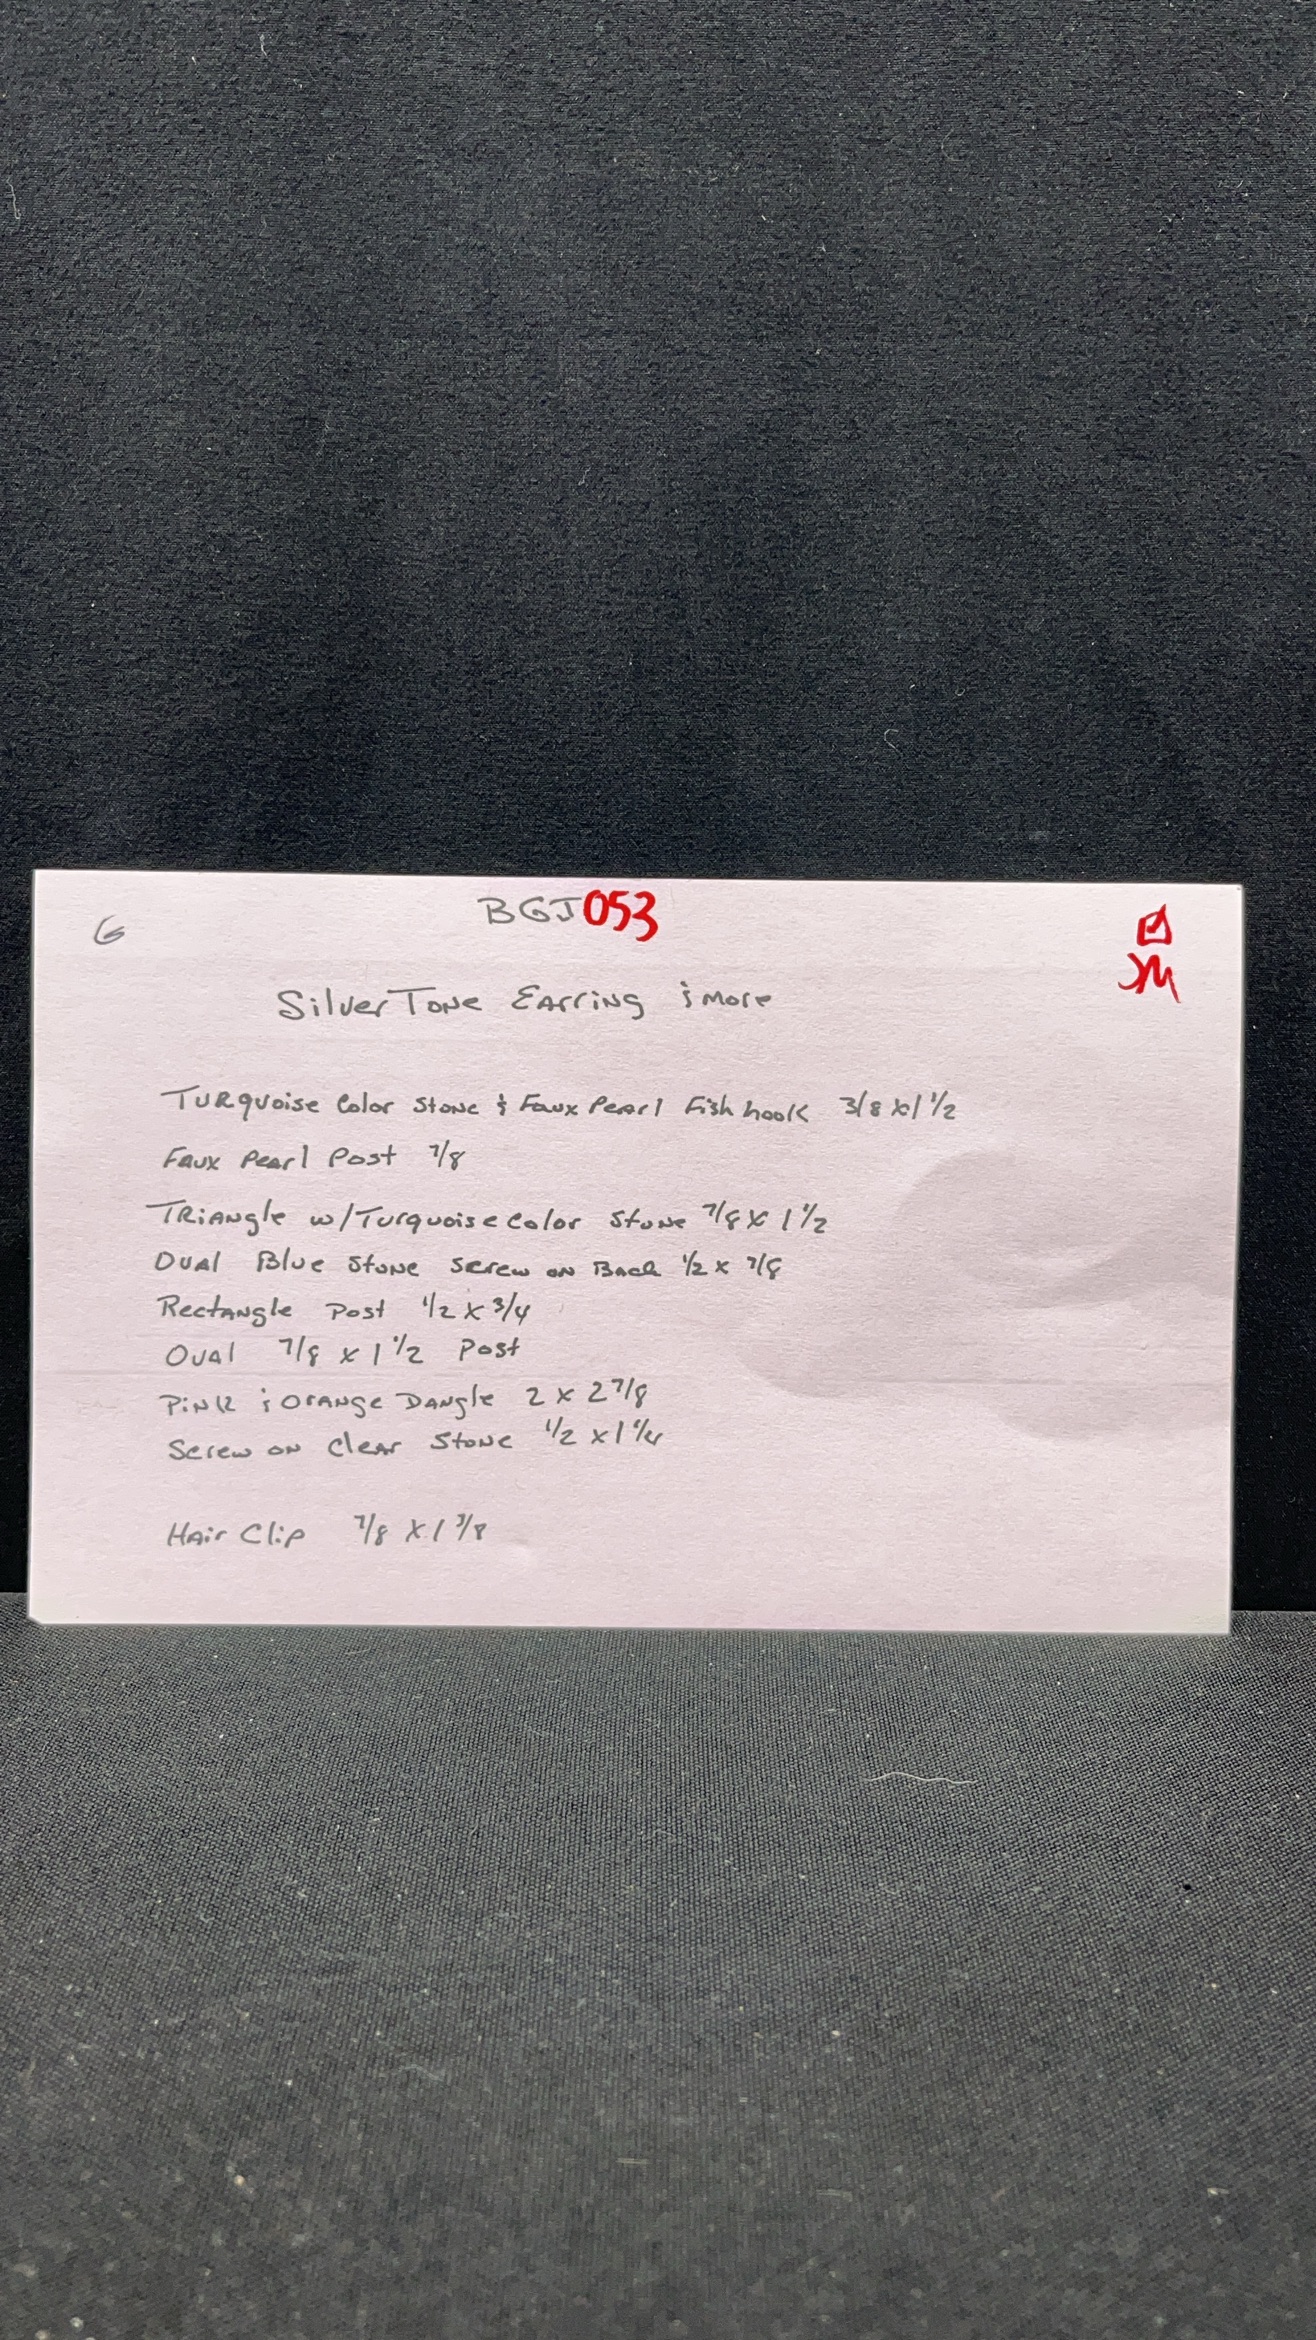 G
BGJ053
JM
SilverTone Earring & More
Turquoise Color Stone & Faux Pearl Fish hook 3/8 x 1 1/2
Faux Pearl Post 7/8
Triangle w/Turquoise Color Stone 7/8 x 1 1/2
Oval Blue Stone Screw on Back 1/2 x 7/8
Rectangle Post 1/2 x 3/4
Oval 7/8 x 1 1/2 Post
Pink & Orange Dangle 2 x 2 7/8
Screw on Clear Stone 1/2 x 1 1/4
Hair Clip 7/8 x 1 3/8